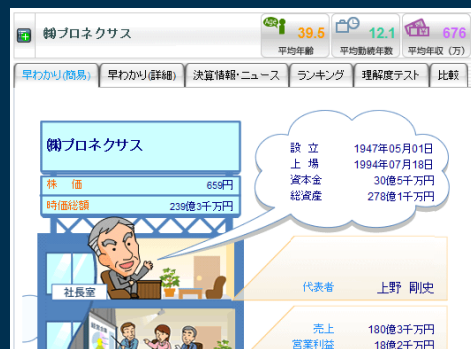 ㈱プロネクサス
39.5
平均年齢
12.1
平均勤続年数
676
平均年収（万）
早わかり(簡易)
早わかり(詳細)
決算情報・ニュース
ランキング
理解度テスト
比較
㈱プロネクサス
株　価 659円
時価総額 239億3千万円
設 立 1947年05月01日
上 場 1994年07月18日
資本金 30億5千万円
総資産 278億1千万円
社長室
代表者 上野 剛史
売上 180億3千万円
営業利益 18億2千万円